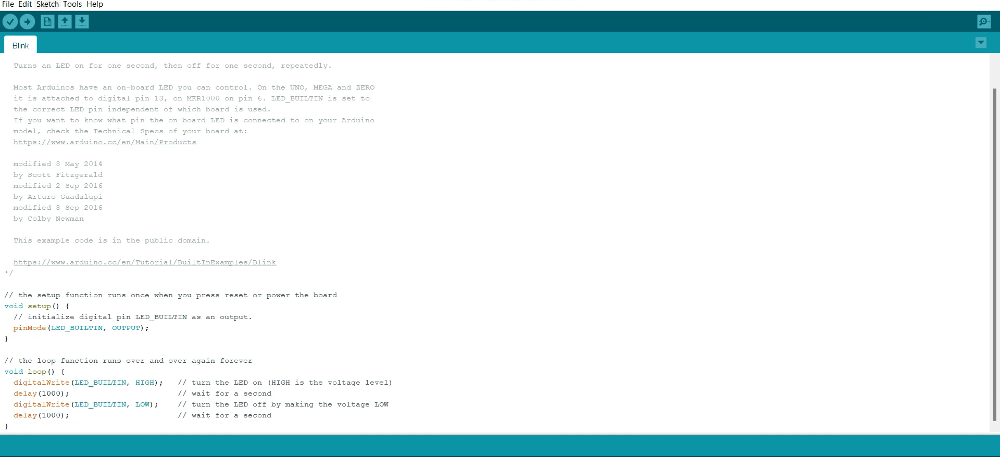 File Edit Sketch Tools Help
Blink
Turns an LED on for one second, then off for one second, repeatedly.
Most Arduinos have an on-board LED you can control. On the UNO, MEGA and ZERO
it is attached to digital pin 13, on MKR1000 on pin 6. LED_BUILTIN is set to
the correct LED pin independent of which board is used.
If you want to know what pin the on-board LED is connected to on your Arduino
model, check the Technical Specs of your board at:
https://www.arduino.cc/en/Main/Products
modified 8 May 2014
by Scott Fitzgerald
modified 2 Sep 2016
by Arturo Guadalupi
modified 8 Sep 2016
by Colby Newman
This example code is in the public domain.
https://www.arduino.cc/en/Tutorial/BuiltInExamples/Blink
*/
// the setup function runs once when you press reset or power the board
void setup() {
// initialize digital pin LED_BUILTIN as an output.
pinMode(LED_BUILTIN, OUTPUT);
}
// the loop function runs over and over again forever
void loop() {
digitalWrite(LED_BUILTIN, HIGH);   // turn the LED on (HIGH is the voltage level)
delay(1000);                       // wait for a second
digitalWrite(LED_BUILTIN, LOW);    // turn the LED off by making the voltage LOW
delay(1000);                       // wait for a second
}